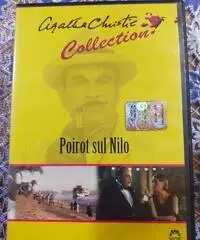 Agatha Christie
Collection
Poirot sul Nilo